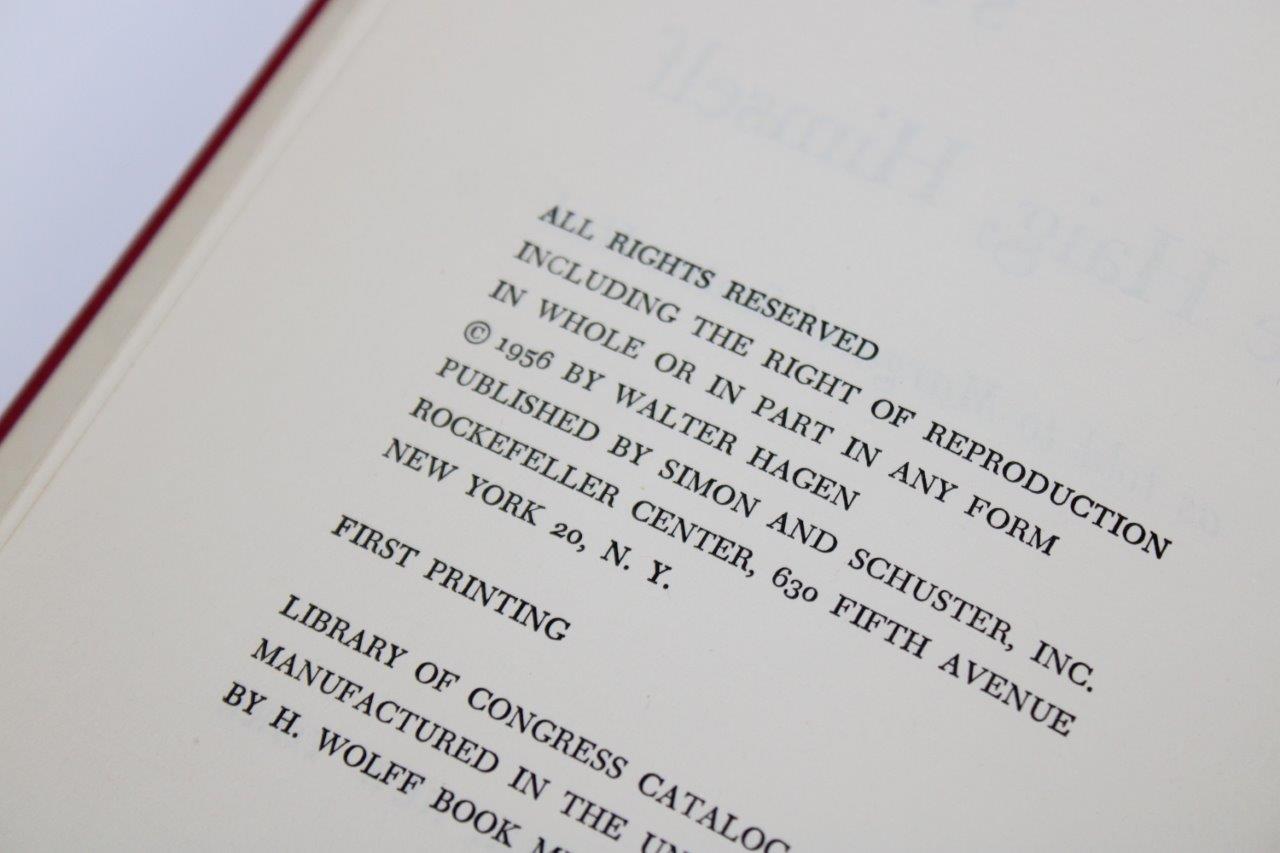 ALL RIGHTS RESERVED
INCLUDING THE RIGHT OF REPRODUCTION
IN WHOLE OR IN PART IN ANY FORM
© 1956 BY WALTER HAGEN
PUBLISHED BY SIMON AND SCHUSTER, INC.
ROCKEFELLER CENTER, 630 FIFTH AVENUE
NEW YORK 20, N. Y.
FIRST PRINTING
LIBRARY OF CONGRESS CATALOG
MANUFACTURED IN THE
BY H. WOLFF BOOK